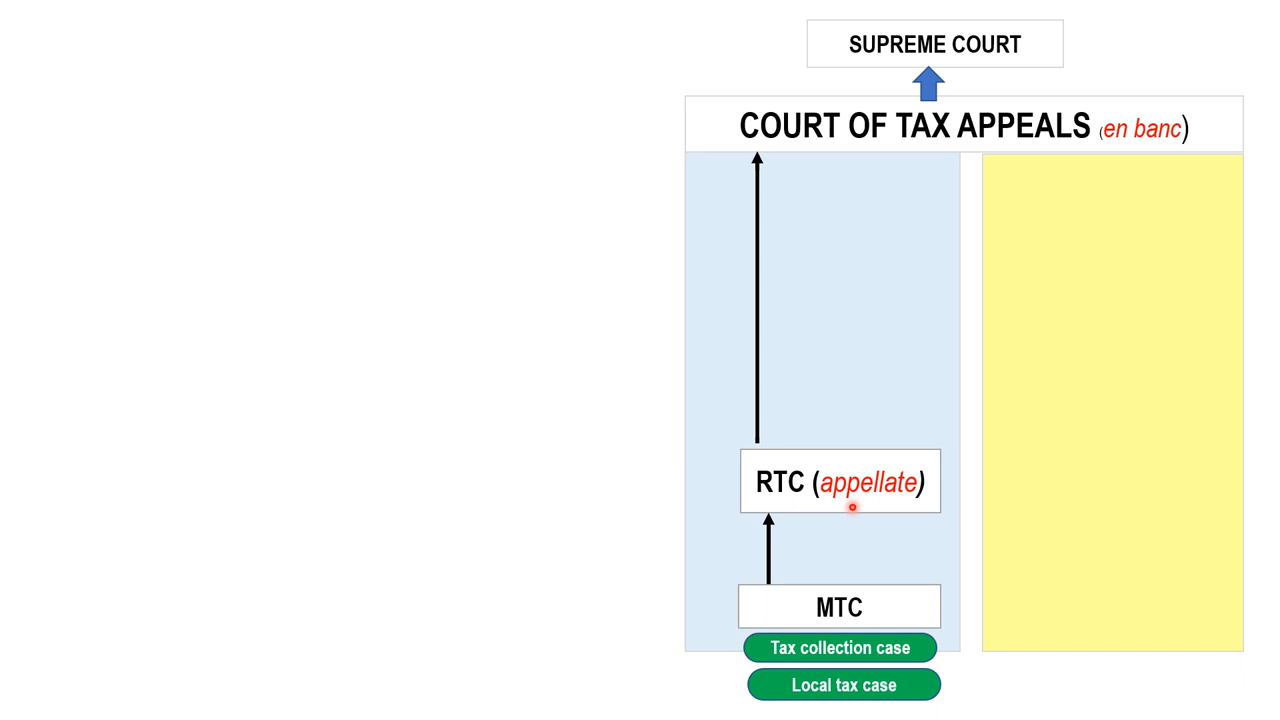 SUPREME COURT
COURT OF TAX APPEALS (en banc)
RTC (appellate)
MTC
Tax collection case
Local tax case